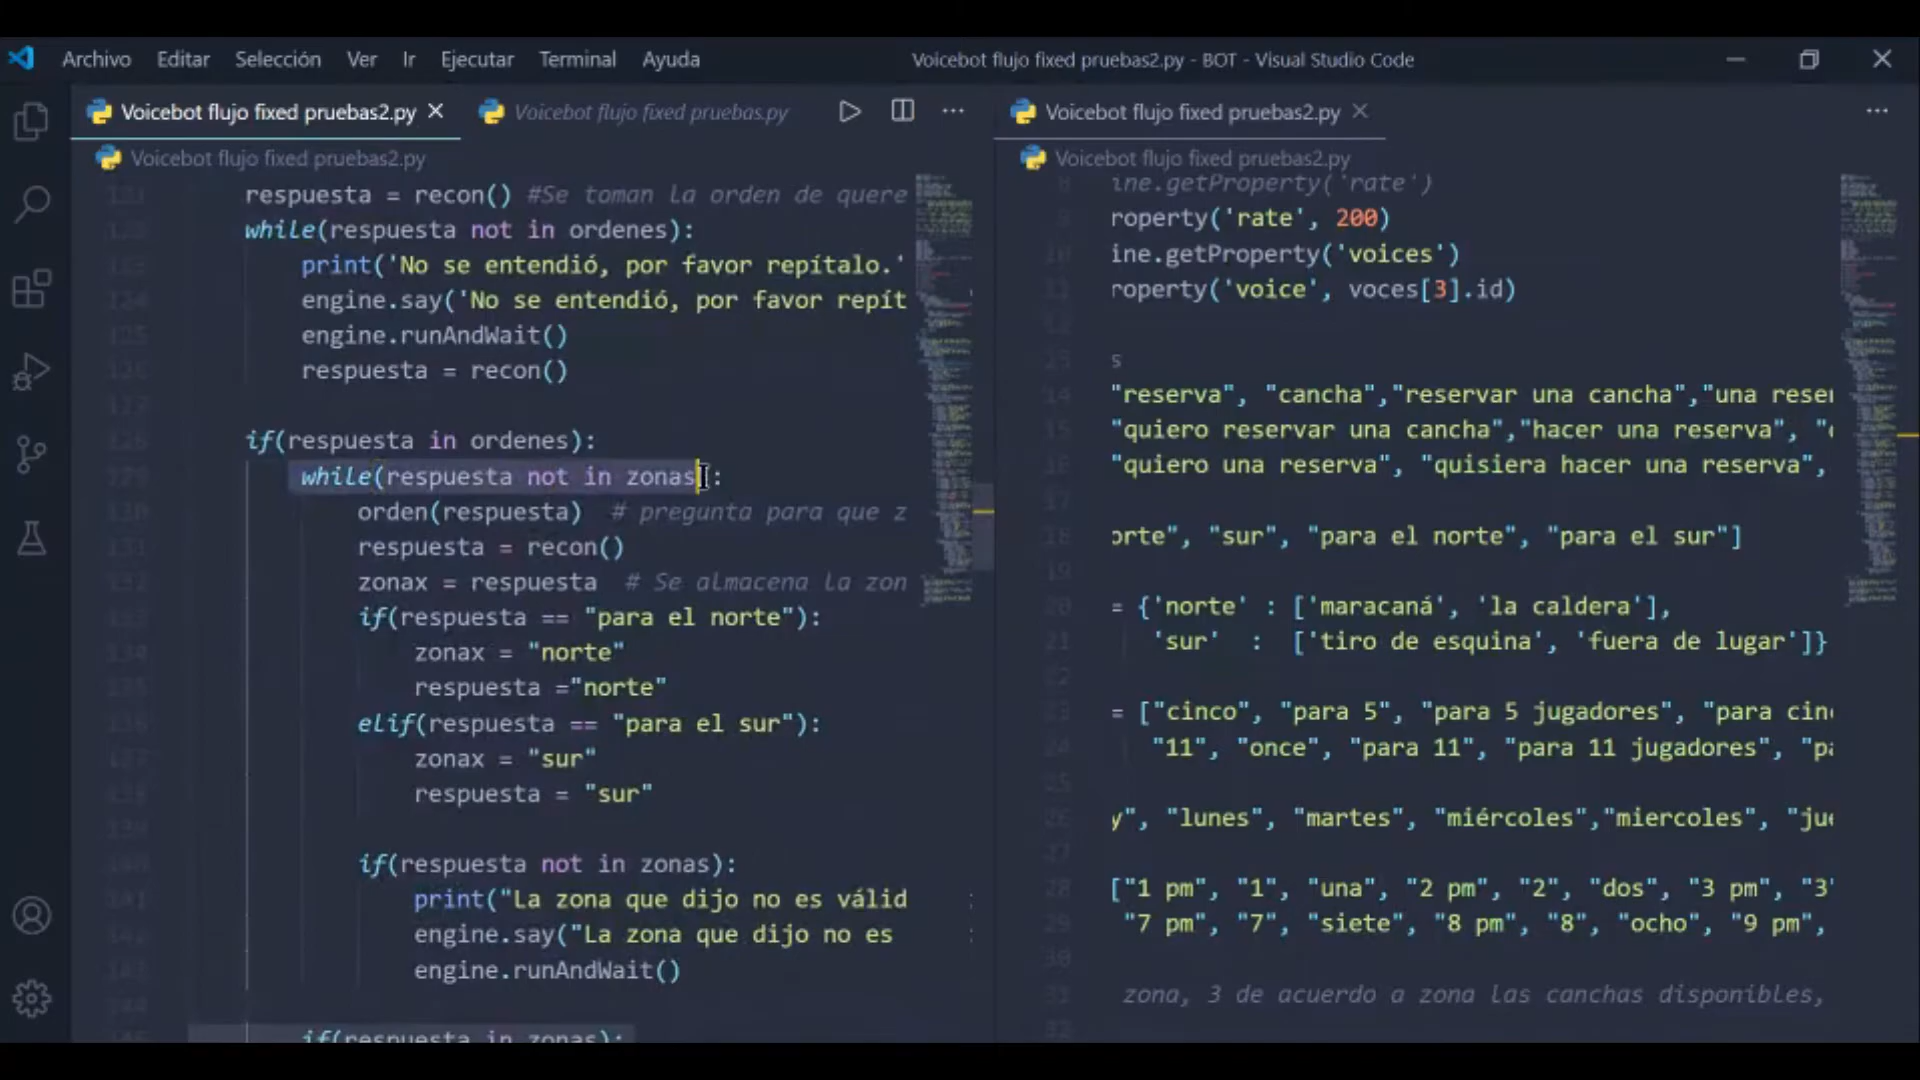 Archivo Editar Selección Ver Ir Ejecutar Terminal Ayuda
Voicebot flujo fixed pruebas2.py - BOT - Visual Studio Code
Voicebot flujo fixed pruebas2.py
Voicebot flujo fixed pruebas.py
Voicebot flujo fixed pruebas2.py
respuesta = recon() #Se toman la orden de quere
while(respuesta not in ordenes):
print('No se entendió, por favor repítalo.'
engine.say('No se entendió, por favor repít
engine.runAndWait()
respuesta = recon()
if(respuesta in ordenes):
while(respuesta not in zonas):
orden(respuesta) # pregunta para que z
respuesta = recon()
zonax = respuesta # Se almacena la zon
if(respuesta == "para el norte"):
zonax = "norte"
respuesta ="norte"
elif(respuesta == "para el sur"):
zonax = "sur"
respuesta = "sur"
if(respuesta not in zonas):
print("La zona que dijo no es válid
engine.say("La zona que dijo no es
engine.runAndWait()
if(respuesta in zonas):
Voicebot flujo fixed pruebas2.py
Voicebot flujo fixed pruebas2.py
ine.getProperty('rate')
roperty('rate', 200)
ine.getProperty('voices')
roperty('voice', voces[3].id)
s
"reserva", "cancha","reservar una cancha","una reser
"quiero reservar una cancha","hacer una reserva", "
"quiero una reserva", "quisiera hacer una reserva",
orte", "sur", "para el norte", "para el sur"]
= {'norte' : ['maracaná', 'la caldera'],
'sur' : ['tiro de esquina', 'fuera de lugar']}
= ["cinco", "para 5", "para 5 jugadores", "para cin
"11", "once", "para 11", "para 11 jugadores", "pa
y", "lunes", "martes", "miércoles","miercoles", "ju
["1 pm", "1", "una", "2 pm", "2", "dos", "3 pm", "3"
"7 pm", "7", "siete", "8 pm", "8", "ocho", "9 pm",
zona, 3 de acuerdo a zona las canchas disponibles,